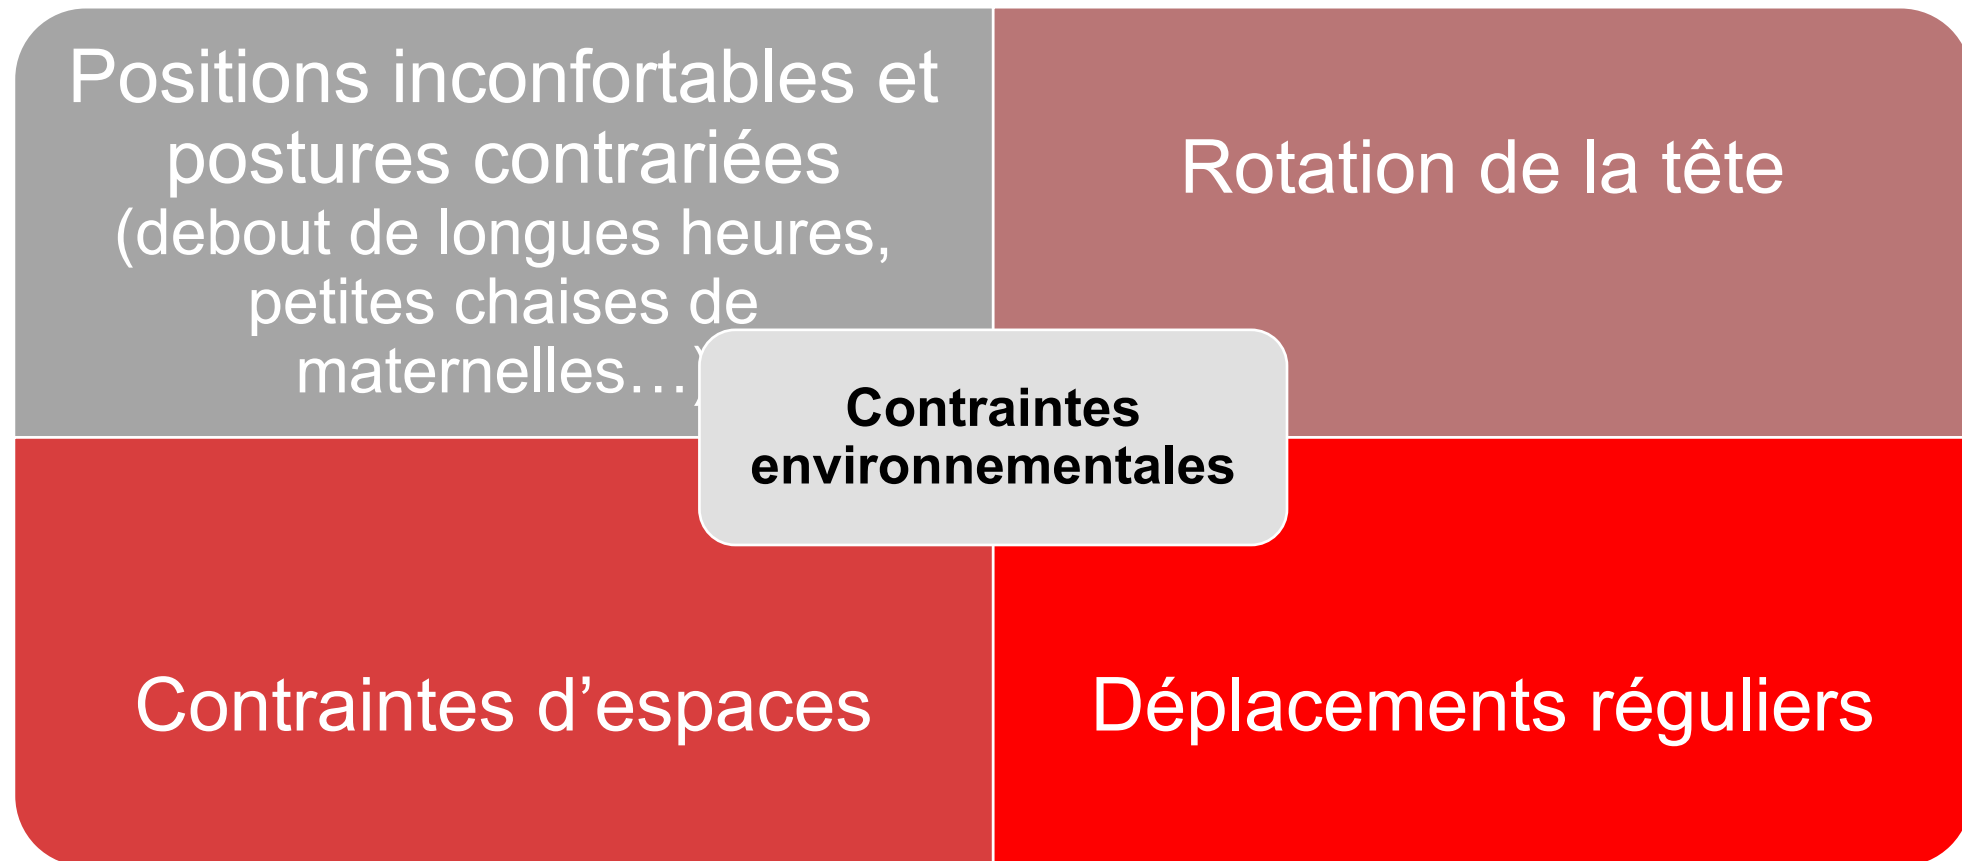 Positions inconfortables et
postures contrariées
(debout de longues heures,
petites chaises de
maternelles…)
Rotation de la tête
Contraintes
environnementales
Contraintes d’espaces
Déplacements réguliers